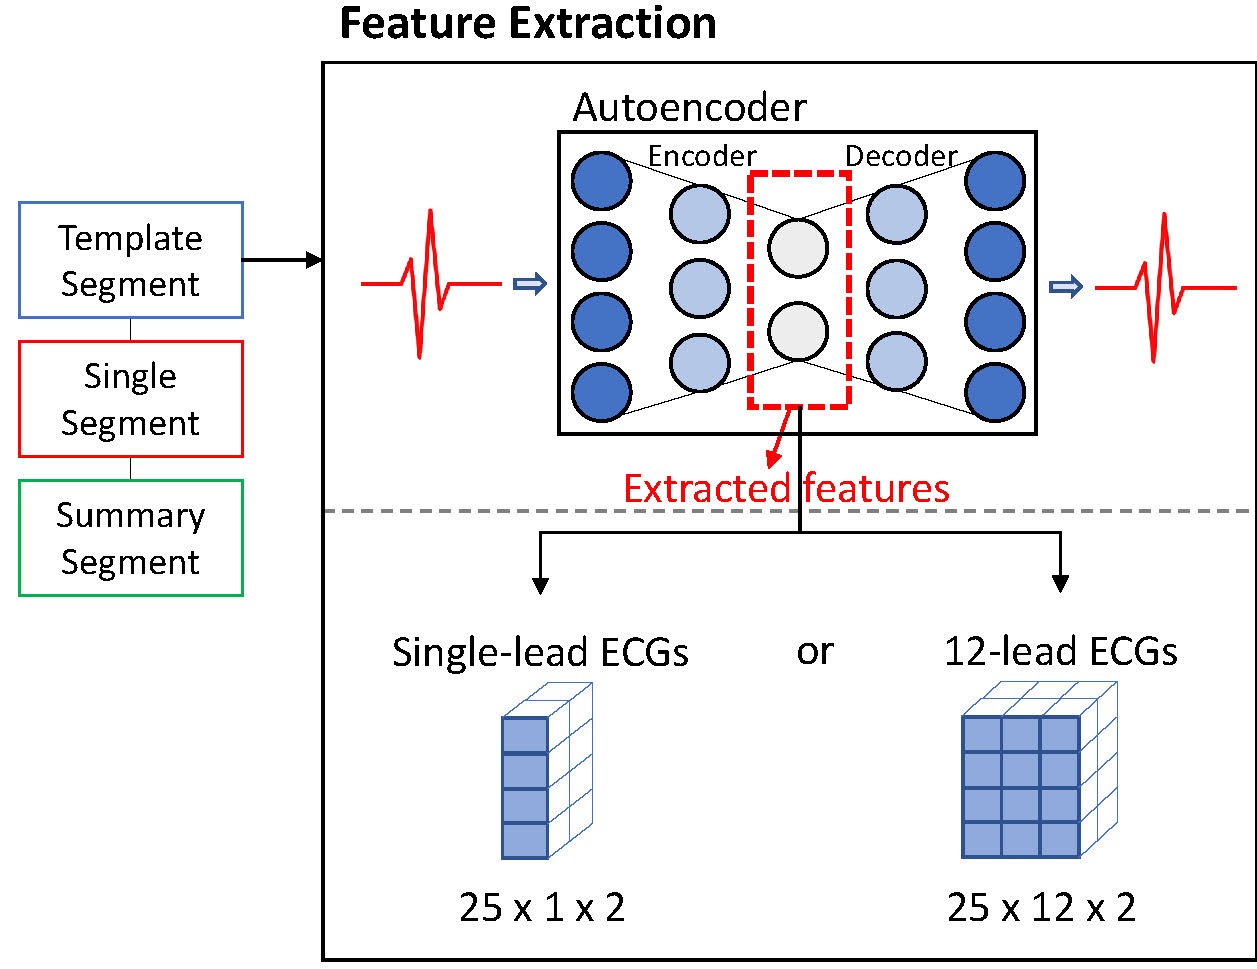 Feature Extraction
Autoencoder
Encoder
Decoder
Template
Segment
Single
Segment
Summary
Segment
Extracted features
Single-lead ECGs
or
12-lead ECGs
25 x 1 x 2
25 x 12 x 2